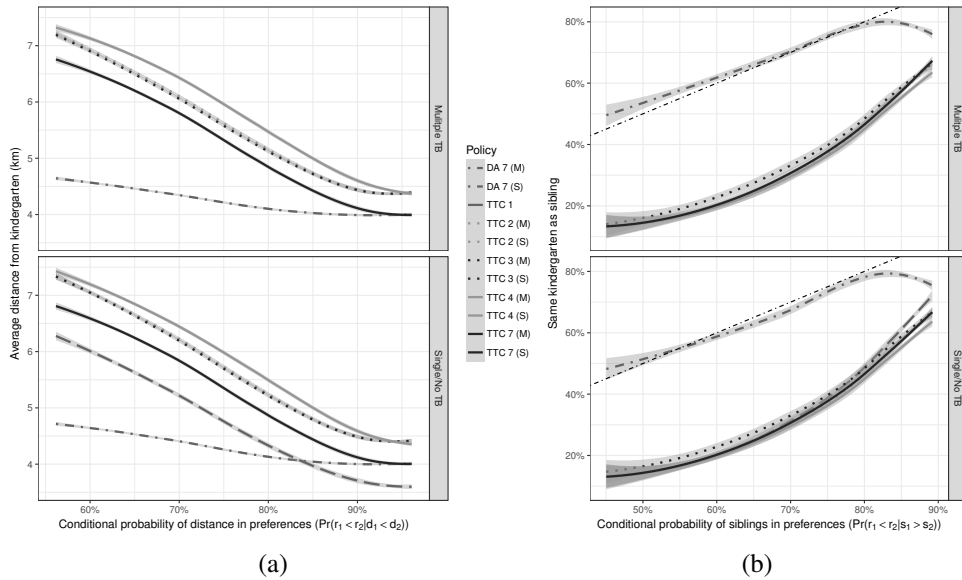 Average distance from kindergarten (km)
7
6
5
4
Multiple TB
7
6
5
4
Single/No TB
60%
70%
80%
90%
Conditional probability of distance in preferences (Pr(r1 < r2|d1 < d2))
(a)
Policy
DA 7 (M)
DA 7 (S)
TTC 1
TTC 2 (M)
TTC 2 (S)
TTC 3 (M)
TTC 3 (S)
TTC 4 (M)
TTC 4 (S)
TTC 7 (M)
TTC 7 (S)
Same kindergarten as sibling
80%
60%
40%
20%
Multiple TB
80%
60%
40%
20%
Single/No TB
50%
60%
70%
80%
90%
Conditional probability of siblings in preferences (Pr(r1 < r2|s1 > s2))
(b)